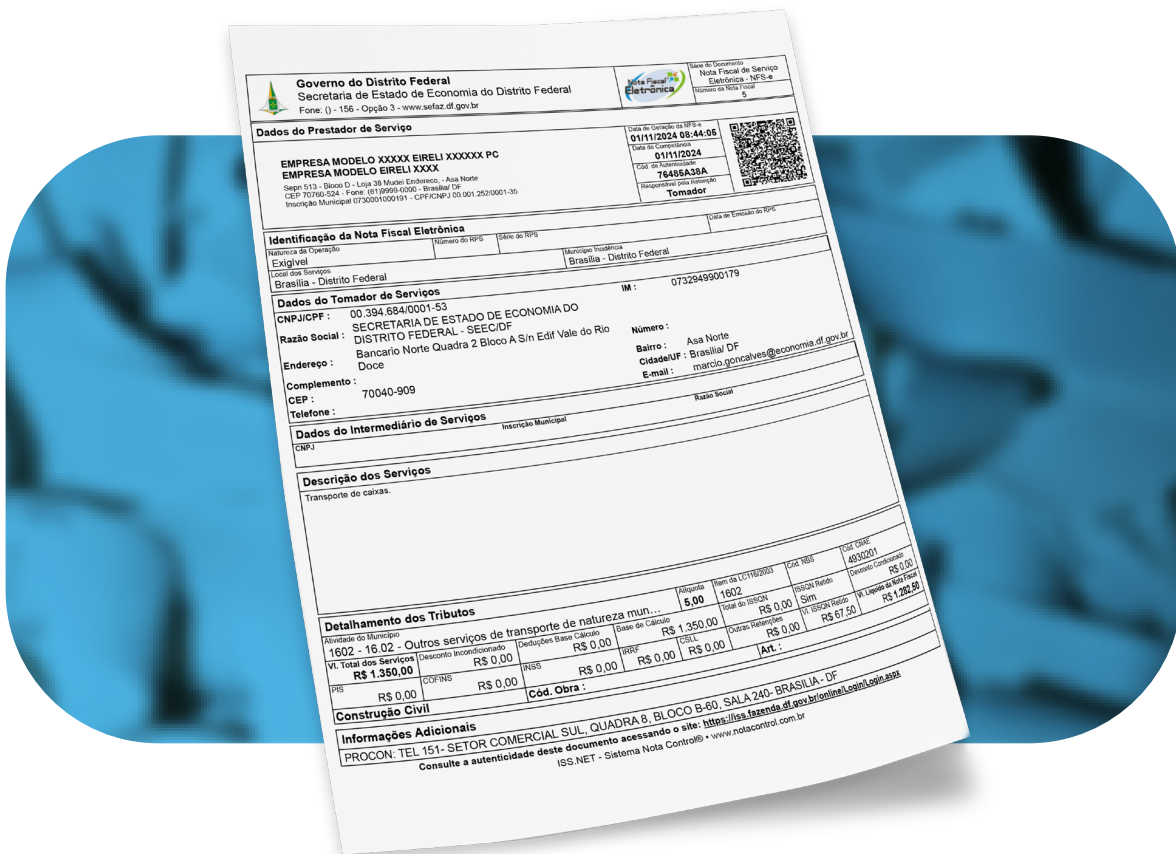 Governo do Distrito Federal
Secretaria de Estado de Economia do Distrito Federal
Fone: () - 156 - Opção 3 - www.sefaz.df.gov.br
Nota Fiscal
Eletrônica
Série do Documento
Nota Fiscal de Serviço
Eletrônica - NFS-e
Número da Nota Fiscal
5
Dados do Prestador de Serviço
EMPRESA MODELO XXXXX EIRELI XXXXXX PC
EMPRESA MODELO EIRELI XXXX
Sepn 513 - Bloco D - Loja 38 Mudei Endereco, - Asa Norte
CEP 70760-524 - Fone: (61)9999-0000 - Brasilia/ DF
Inscrição Municipal 0730001000191 - CPF/CNPJ 00.001.252/0001-35
Data de Geração da NFS-e
01/11/2024 08:44:05
Data da Competência
01/11/2024
Cód. de Autenticidade
76485A38A
Responsável pela Retenção
Tomador
Identificação da Nota Fiscal Eletrônica
Natureza da Operação
Exigível
Número do RPS
Série do RPS
Data de Emissão do RPS
Local dos Serviços
Brasília - Distrito Federal
Município Incidência
Brasília - Distrito Federal
Dados do Tomador de Serviços
CNPJ/CPF : 00.394.684/0001-53
IM : 0732949900179
Razão Social : SECRETARIA DE ESTADO DE ECONOMIA DO
DISTRITO FEDERAL - SEEC/DF
Endereço : Bancario Norte Quadra 2 Bloco A S/n Edif Vale do Rio
Doce
Número :
Complemento :
Bairro : Asa Norte
CEP : 70040-909
Cidade/UF : Brasilia/ DF
Telefone :
E-mail : marcio.goncalves@economia.df.gov.br
Dados do Intermediário de Serviços
CNPJ
Inscrição Municipal
Razão Social
Descrição dos Serviços
Transporte de caixas.
Detalhamento dos Tributos
Atividade do Município
1602 - 16.02 - Outros serviços de transporte de natureza mun...
Alíquota
5,00
Item da LC116/2003
1602
Cód. NBS
Cód. CNAE
4930201
Vl. Total dos Serviços
R$ 1.350,00
Desconto Incondicionado
R$ 0,00
Deduções Base Cálculo
R$ 0,00
Base de Cálculo
R$ 1.350,00
Total do ISSQN
R$ 0,00
ISSQN Retido
Sim
Desconto Condicionado
R$ 0,00
PIS
R$ 0,00
COFINS
R$ 0,00
INSS
R$ 0,00
IRRF
R$ 0,00
CSLL
R$ 0,00
Outras Retenções
R$ 0,00
Vl. ISSQN Retido
R$ 67,50
Vl. Líquido da Nota Fiscal
R$ 1.282,50
Construção Civil
Cód. Obra :
Art. :
Informações Adicionais
PROCON: TEL 151- SETOR COMERCIAL SUL, QUADRA 8, BLOCO B-60, SALA 240- BRASILIA - DF
Consulte a autenticidade deste documento acessando o site: https://iss.fazenda.df.gov.br/online/Login/Login.aspx
ISS.NET - Sistema Nota Control® • www.notacontrol.com.br